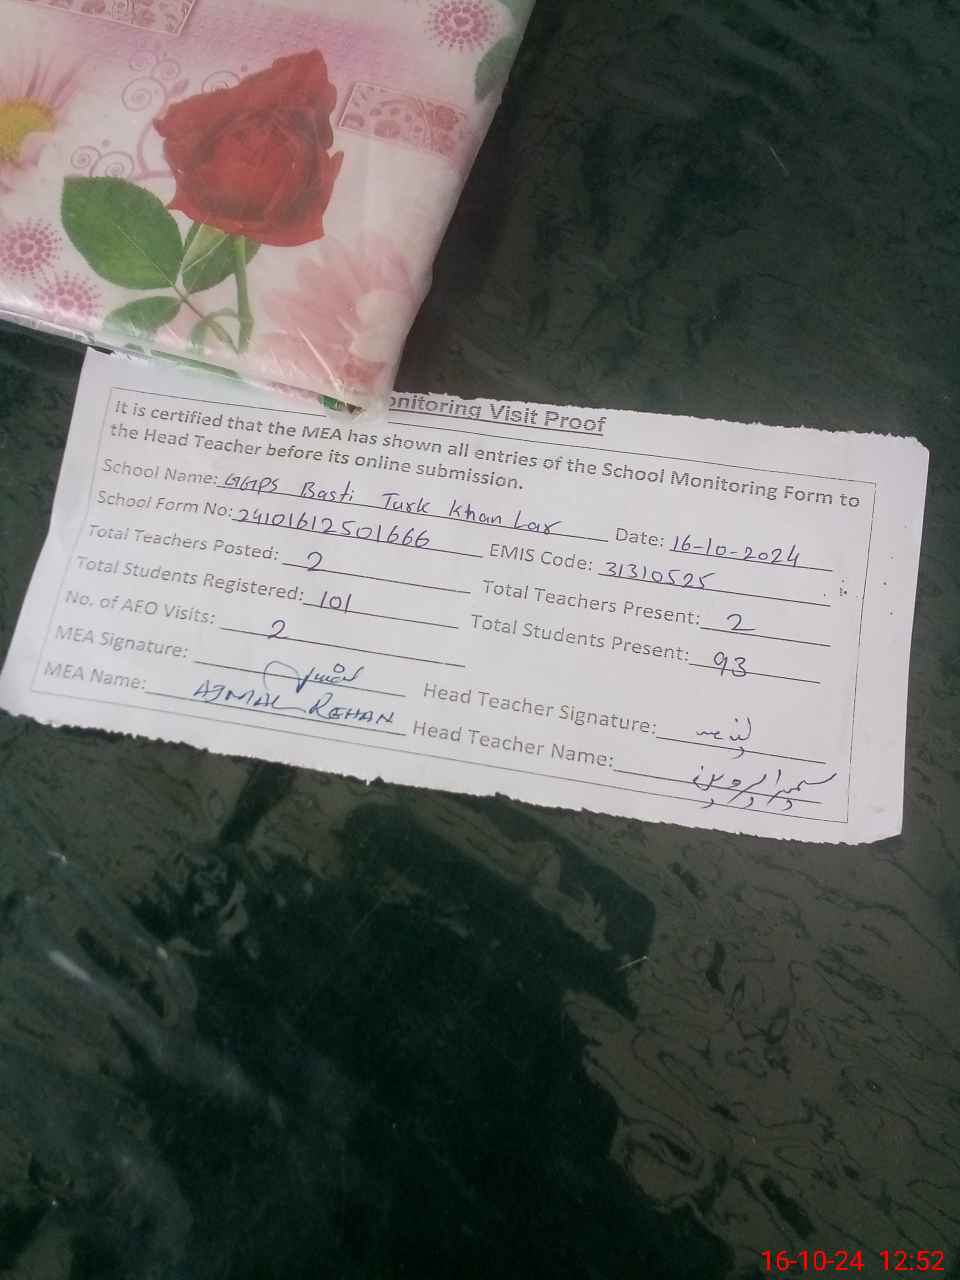 onitoring Visit Proof
It is certified that the MEA has shown all entries of the School Monitoring Form to
the Head Teacher before its online submission.
School Name: GGPS Basti Turk Khan Lar Date: 16-10-2024
School Form No: 24101612501666 EMIS Code: 31310525
Total Teachers Posted: 2 Total Teachers Present: 2
Total Students Registered: 101 Total Students Present: 93
No. of AEO Visits: 2
MEA Signature: Head Teacher Signature:
MEA Name: AJMAL REHAN Head Teacher Name:
16-10-24 12:52